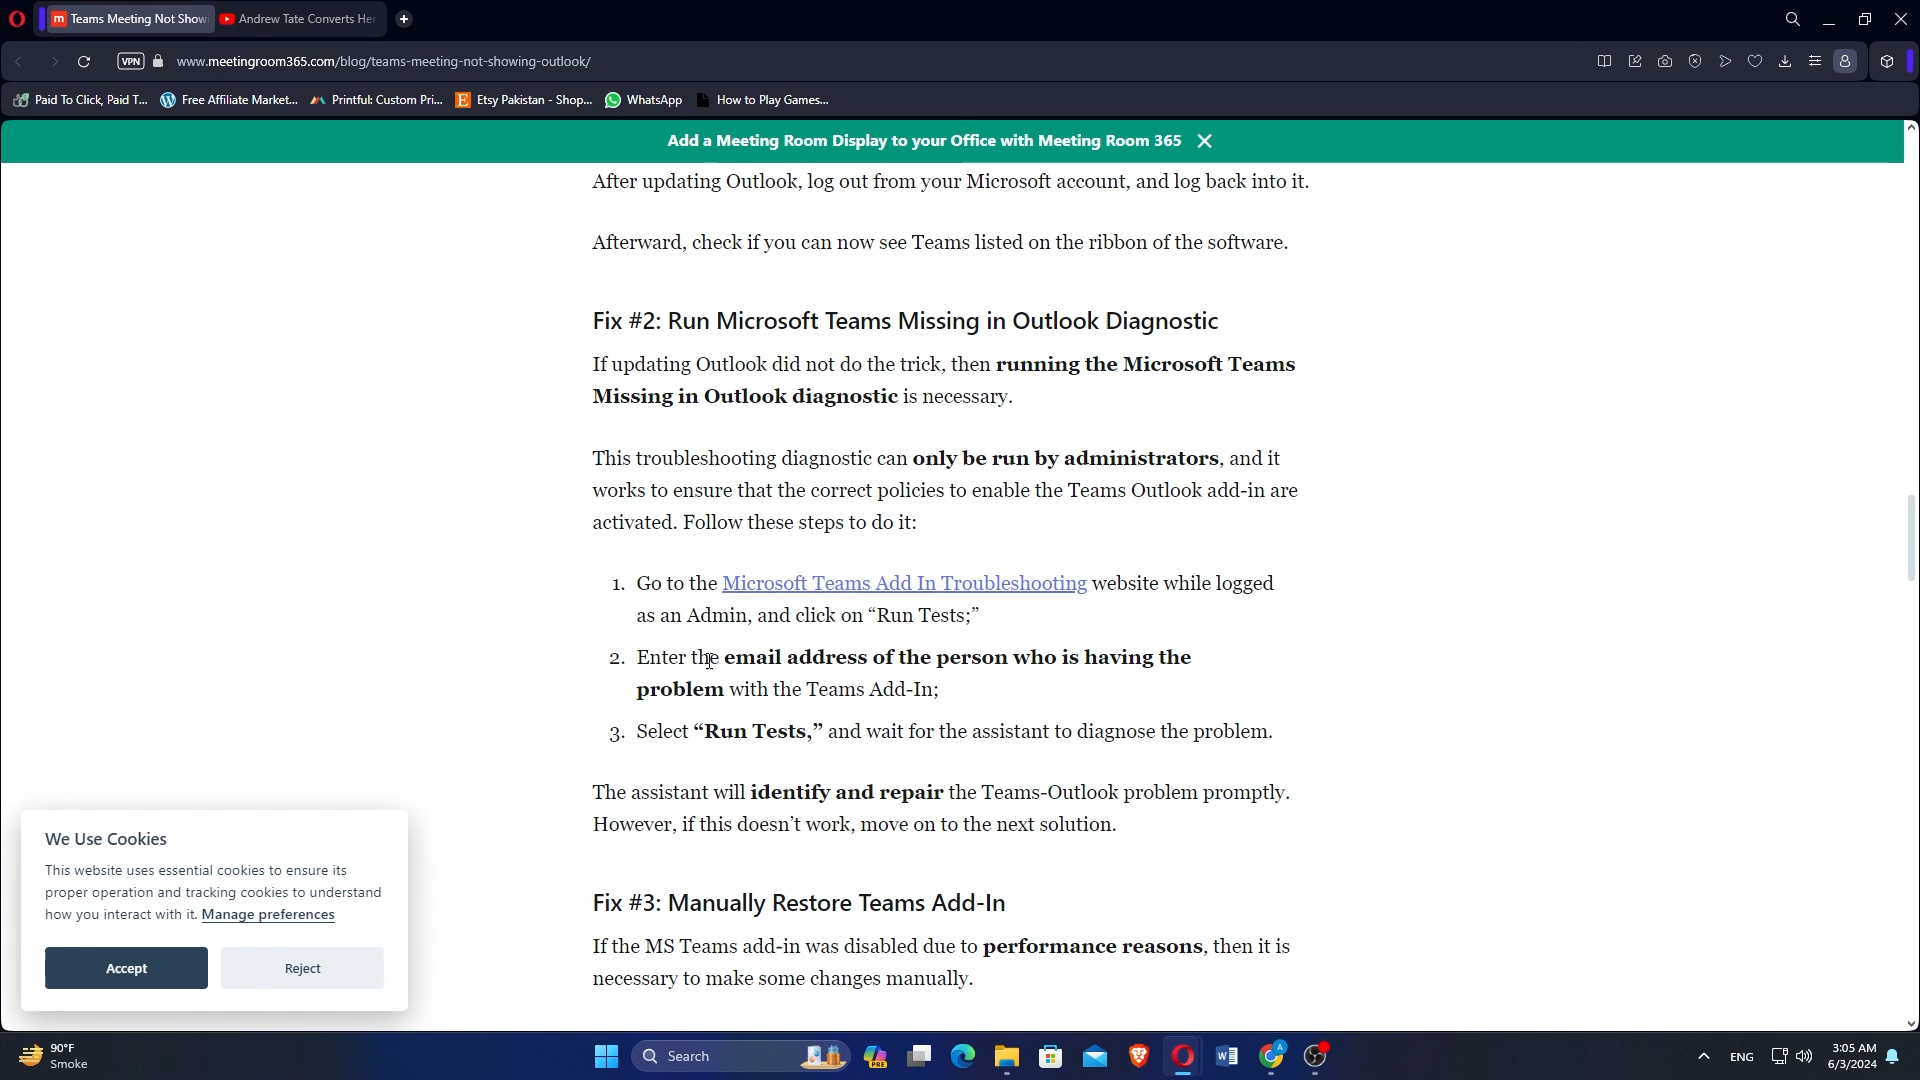 Teams Meeting Not Show
Andrew Tate Converts Her
VPN
www.meetingroom365.com/blog/teams-meeting-not-showing-outlook/
Paid To Click, Paid T...
Free Affiliate Market...
Printful: Custom Pri...
Etsy Pakistan - Shop...
WhatsApp
How to Play Games...
Add a Meeting Room Display to your Office with Meeting Room 365
After updating Outlook, log out from your Microsoft account, and log back into it.
Afterward, check if you can now see Teams listed on the ribbon of the software.
Fix #2: Run Microsoft Teams Missing in Outlook Diagnostic
If updating Outlook did not do the trick, then running the Microsoft Teams
Missing in Outlook diagnostic is necessary.
This troubleshooting diagnostic can only be run by administrators, and it
works to ensure that the correct policies to enable the Teams Outlook add-in are
activated. Follow these steps to do it:
1. Go to the Microsoft Teams Add In Troubleshooting website while logged
as an Admin, and click on “Run Tests;”
2. Enter the email address of the person who is having the
problem with the Teams Add-In;
3. Select “Run Tests,” and wait for the assistant to diagnose the problem.
The assistant will identify and repair the Teams-Outlook problem promptly.
However, if this doesn’t work, move on to the next solution.
Fix #3: Manually Restore Teams Add-In
If the MS Teams add-in was disabled due to performance reasons, then it is
necessary to make some changes manually.
We Use Cookies
This website uses essential cookies to ensure its
proper operation and tracking cookies to understand
how you interact with it. Manage preferences
Accept
Reject
90°F
Smoke
Search
PRE
ENG
3:05 AM
6/3/2024